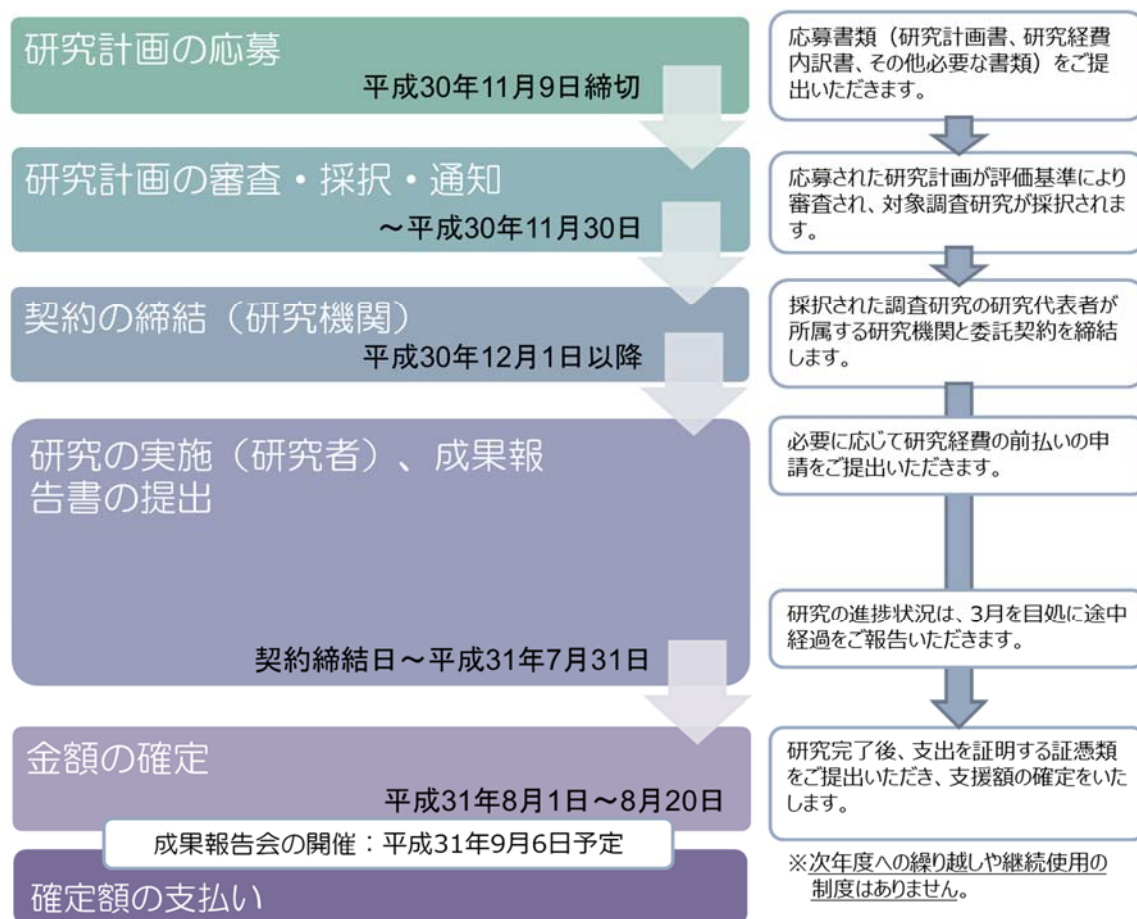 研究計画の応募
平成30年11月9日締切
応募書類（研究計画書、研究経費
内訳書、その他必要な書類）をご提
出いただきます。
研究計画の審査・採択・通知
～平成30年11月30日
応募された研究計画が評価基準により
審査され、対象調査研究が採択されま
す。
契約の締結（研究機関）
平成30年12月1日以降
採択された調査研究の研究代表者が
所属する研究機関と委託契約を締結
します。
研究の実施（研究者）、成果報
告書の提出
契約締結日～平成31年7月31日
必要に応じて研究経費の前払いの申
請をご提出いただきます。
研究の進捗状況は、3月を目処に途中
経過をご報告いただきます。
金額の確定
平成31年8月1日～8月20日
研究完了後、支出を証明する証憑類
をご提出いただき、支援額の確定をいた
します。
成果報告会の開催：平成31年9月6日予定
確定額の支払い
※次年度への繰り越しや継続使用の
制度はありません。